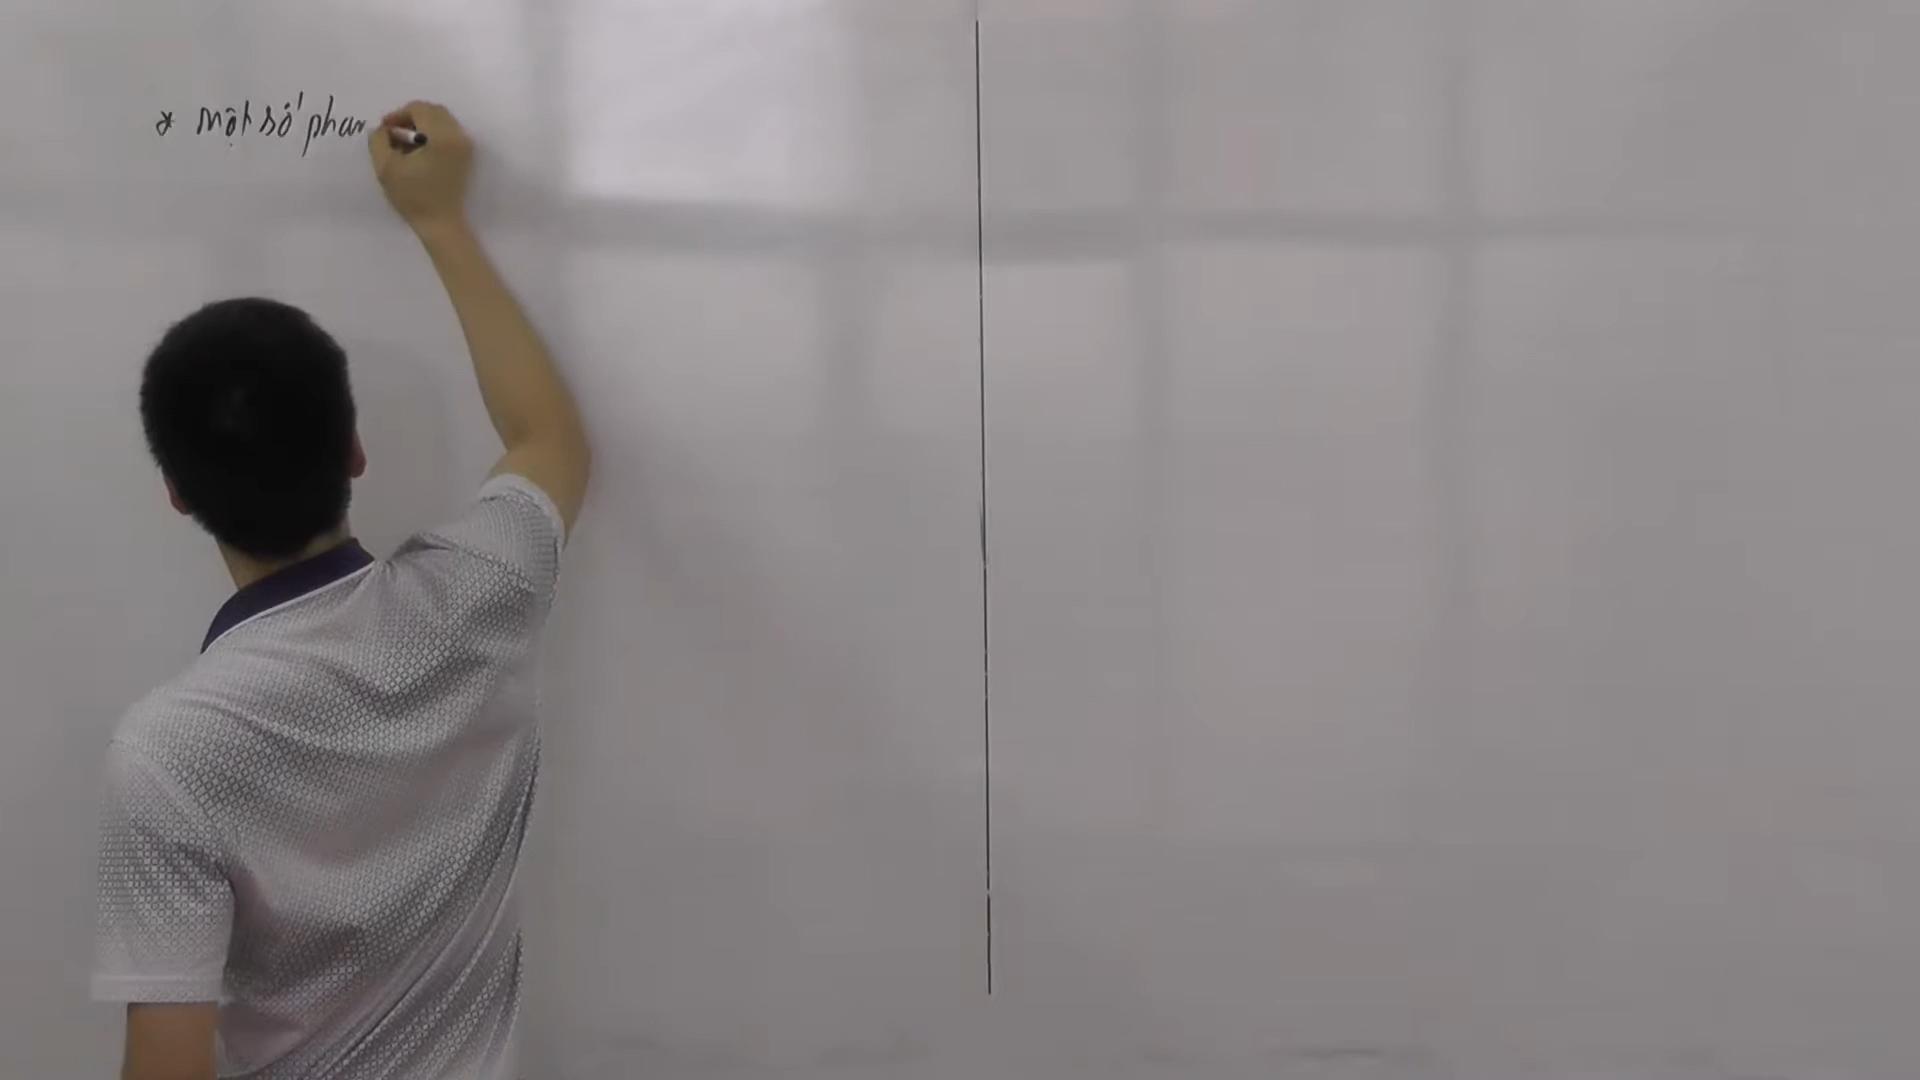 * Một số phan